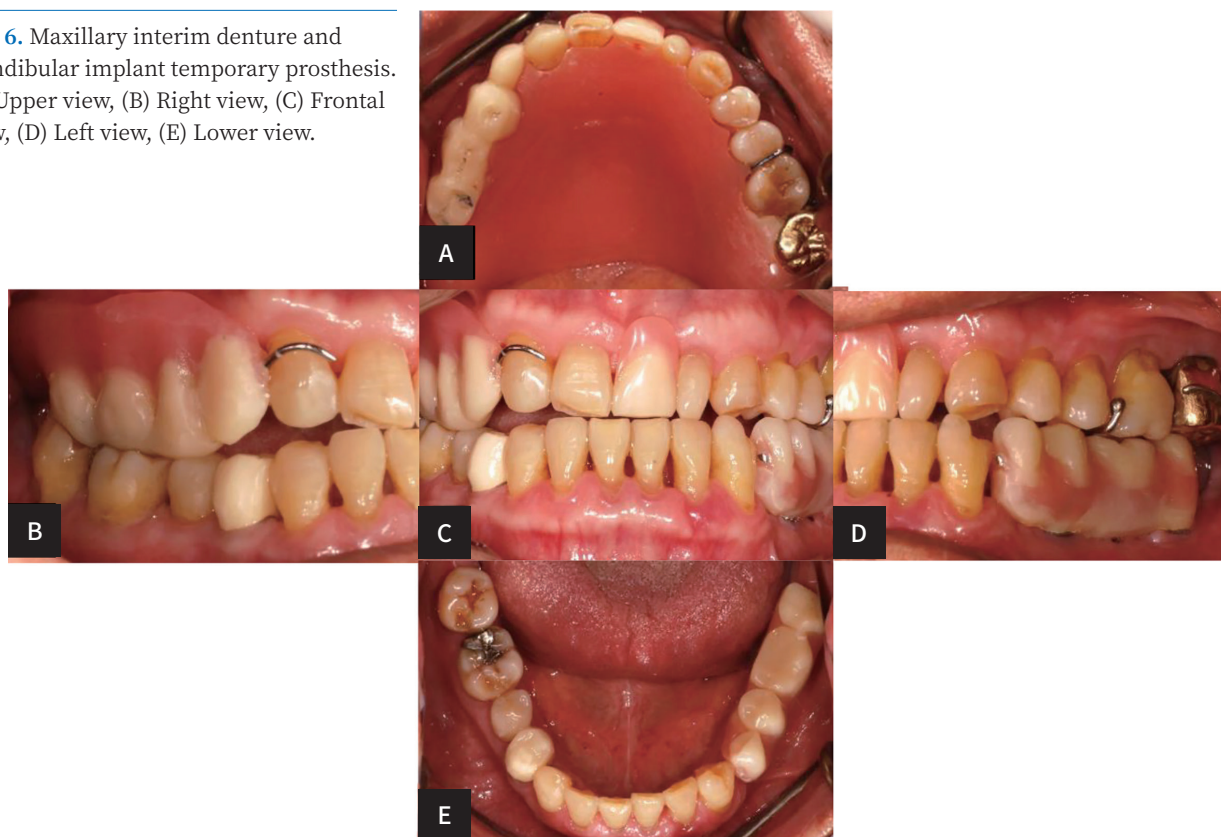 6. Maxillary interim denture and
ndibular implant temporary prosthesis.
Upper view, (B) Right view, (C) Frontal
, (D) Left view, (E) Lower view.
A
B
C
D
E